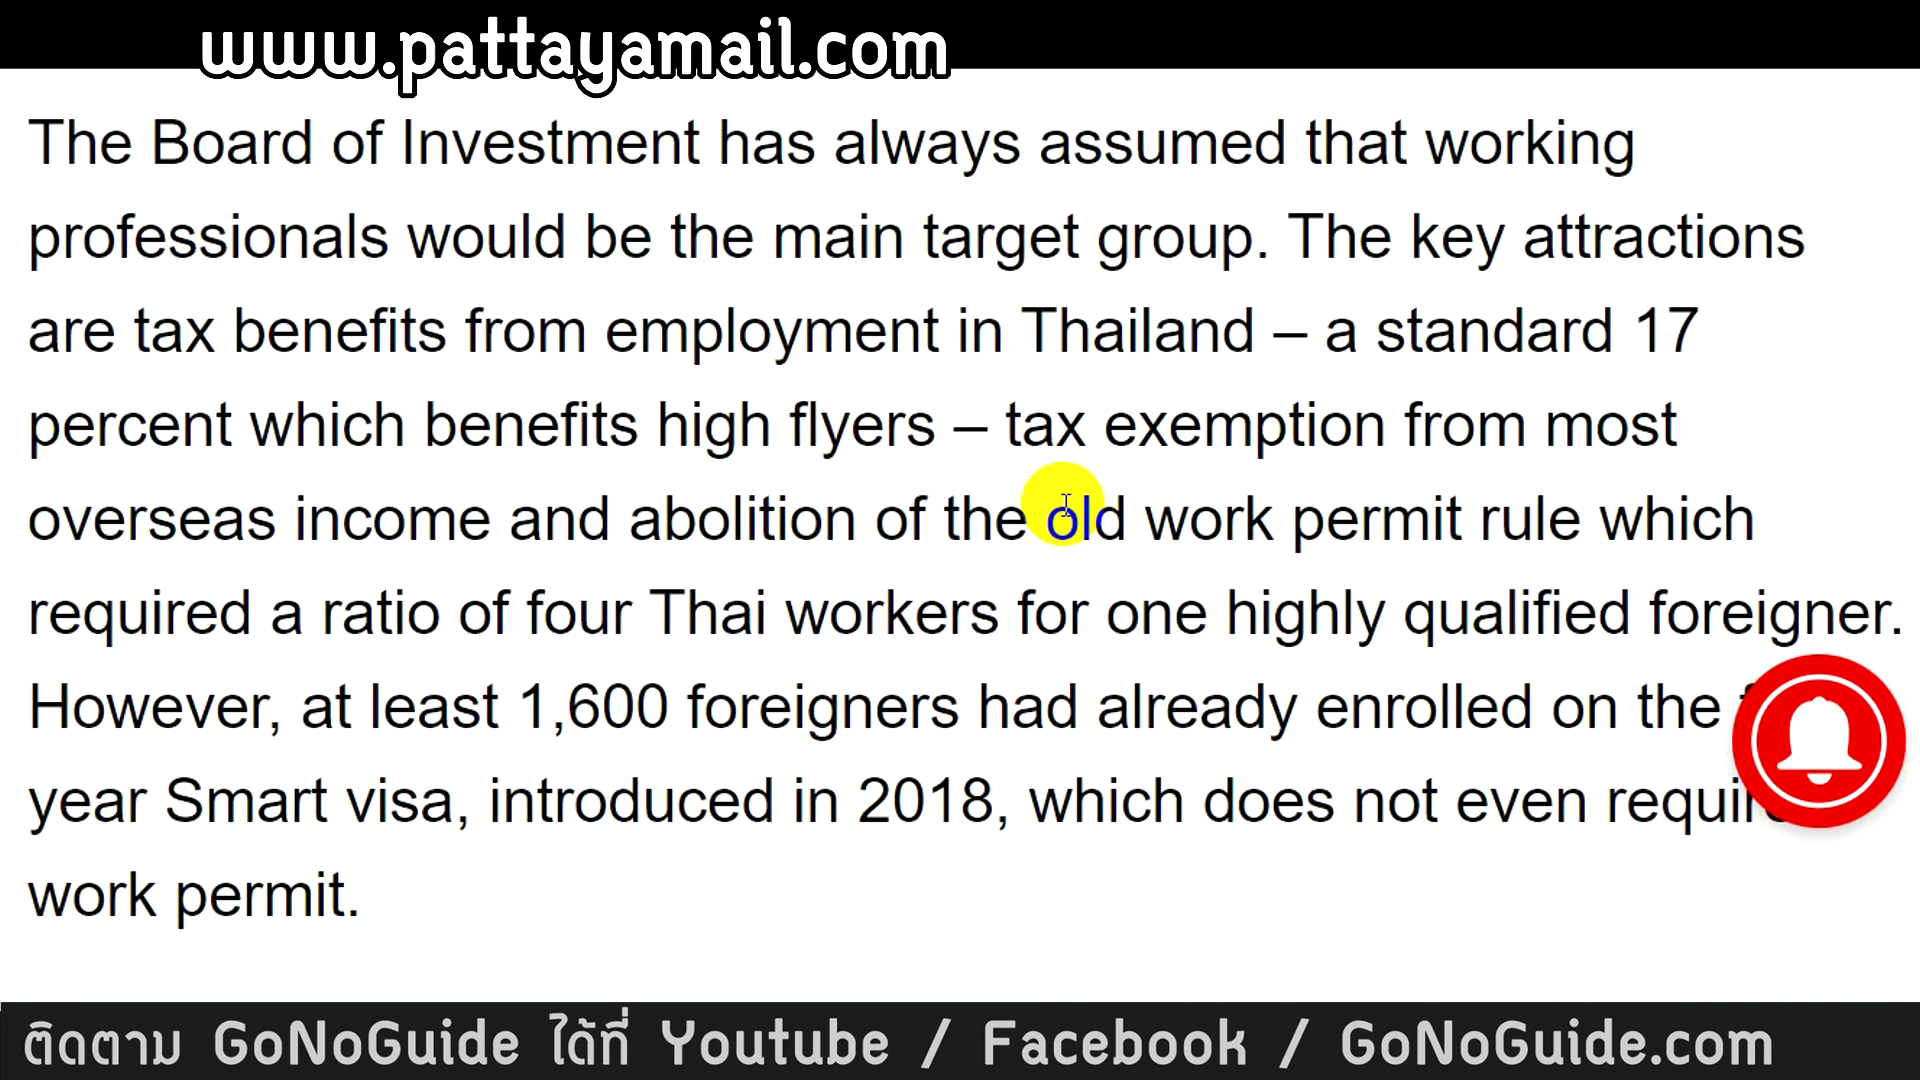 www.pattayamail.com
The Board of Investment has always assumed that working
professionals would be the main target group. The key attractions
are tax benefits from employment in Thailand – a standard 17
percent which benefits high flyers – tax exemption from most
overseas income and abolition of the old work permit rule which
required a ratio of four Thai workers for one highly qualified foreigner.
However, at least 1,600 foreigners had already enrolled on the
year Smart visa, introduced in 2018, which does not even require
work permit.
ติดตาม GoNoGuide ได้ที่ Youtube / Facebook / GoNoGuide.com